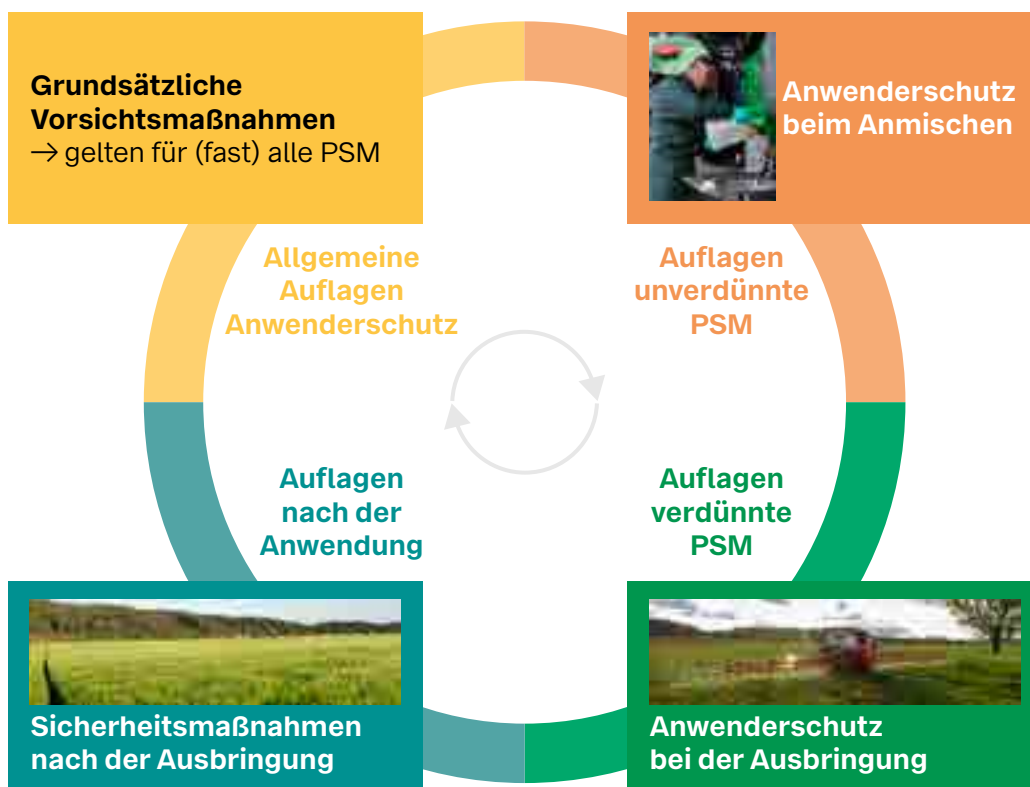 Grundsätzliche
Vorsichtsmaßnahmen
→ gelten für (fast) alle PSM
Anwenderschutz
beim Anmischen
Allgemeine
Auflagen
Anwenderschutz
Auflagen
unverdünnte
PSM
Auflagen
nach der
Anwendung
Auflagen
verdünnte
PSM
Sicherheitsmaßnahmen
nach der Ausbringung
Anwenderschutz
bei der Ausbringung